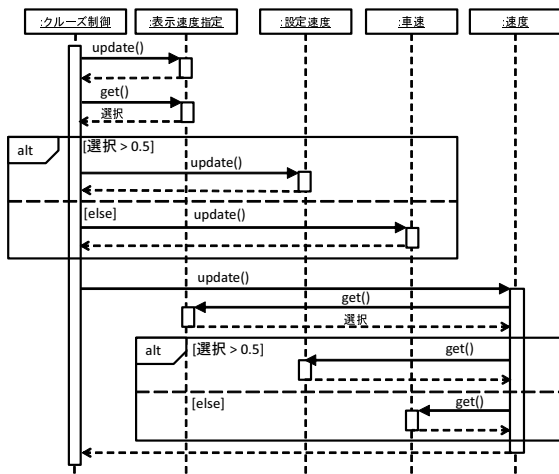 :クルーズ制御
:表示速度指定
:設定速度
:車速
:速度
update()
get()
選択
alt
[選択 > 0.5]
update()
[else]
update()
update()
get()
選択
alt
[選択 > 0.5]
get()
[else]
get()